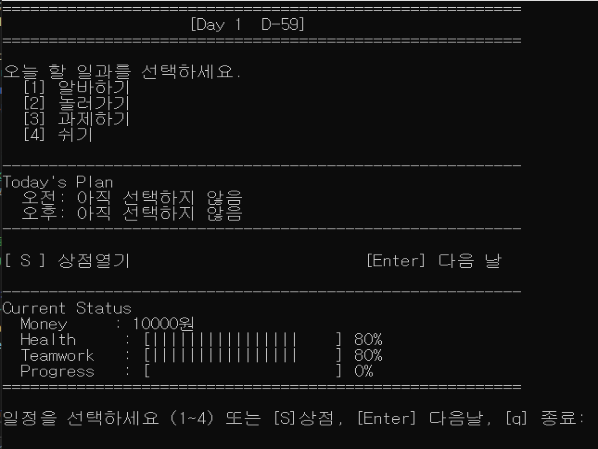 ====================================================
[Day 1  D-59]
====================================================
오늘 할 일과를 선택하세요.
[1] 알바하기
[2] 놀러가기
[3] 과제하기
[4] 쉬기
----------------------------------------------------
Today's Plan
오전: 아직 선택하지 않음
오후: 아직 선택하지 않음
----------------------------------------------------
[ S ] 상점열기 [Enter] 다음 날
----------------------------------------------------
Current Status
Money : 10000원
Health : [|||||||||||||||| ] 80%
Teamwork : [|||||||||||||||| ] 80%
Progress : [ ] 0%
====================================================
일정을 선택하세요 (1~4) 또는 [S]상점, [Enter] 다음날, [q] 종료: